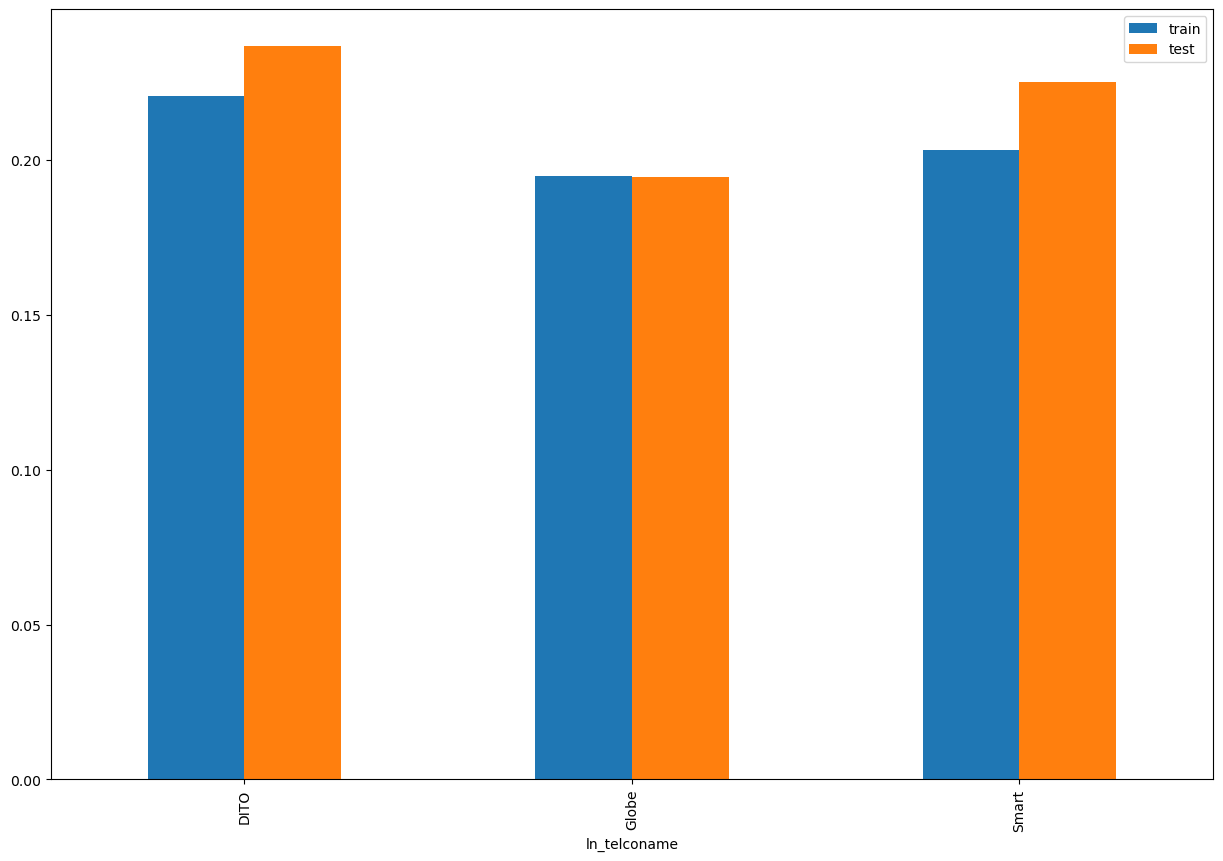 train
test
0.20
0.15
0.10
0.05
0.00
DITO
Globe
Smart
ln_telconame